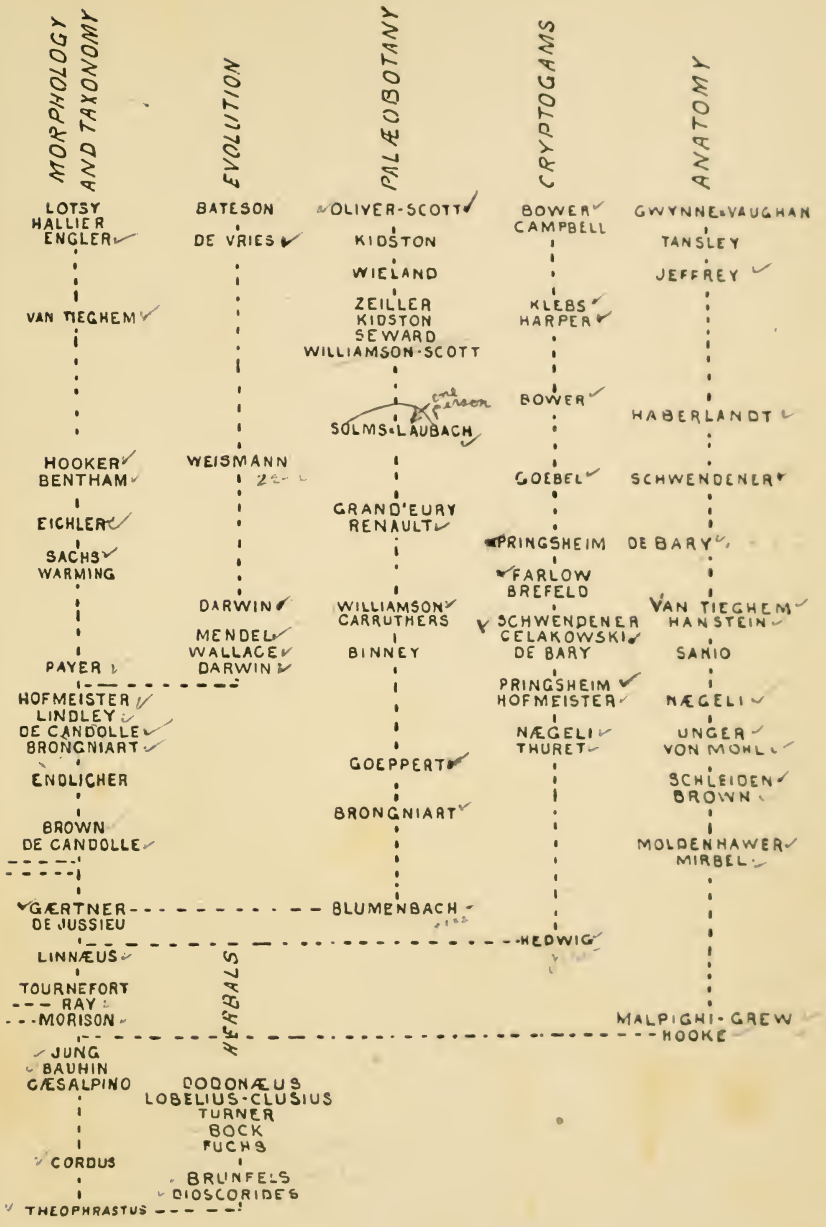 MORPHOLOGY
AND TAXONOMY
LOTSY
HALLIER
ENGLER
VAN TIEGHEM
HOOKER
BENTHAM
EICHLER
SACHS
WARMING
PAYER
HOFMEISTER
LINDLEY
DE CANDOLLE
BRONGNIART
ENDLICHER
BROWN
DE CANDOLLE
GÆRTNER
DE JUSSIEU
LINNÆUS
TOURNEFORT
RAY
MORISON
JUNG
BAUHIN
CÆSALPINO
CORDUS
THEOPHRASTUS
EVOLUTION
BATESON
DE VRIES
WEISMANN
DARWIN
MENDEL
WALLACE
DARWIN
HERBALS
DODONÆUS
LOBELIUS-CLUSIUS
TURNER
BOCK
FUCHS
BRUNFELS
DIOSCORIDES
PALÆOBOTANY
OLIVER-SCOTT
KIDSTON
WIELAND
ZEILLER
KIDSTON
SEWARD
WILLIAMSON-SCOTT
one
person
SOLMS-LAUBACH
GRAND'EURY
RENAULT
WILLIAMSON
CARRUTHERS
BINNEY
GOEPPERT
BRONGNIART
BLUMENBACH
CRYPTOGAMS
BOWER
CAMPBELL
KLEBS
HARPER
BOWER
GOEBEL
PRINGSHEIM
FARLOW
BREFELD
SCHWENDENER
CELAKOWSKI
DE BARY
PRINGSHEIM
HOFMEISTER
NÆGELI
THURET
HEDWIG
ANATOMY
GWYNNE-VAUGHAN
TANSLEY
JEFFREY
HABERLANDT
SCHWENDENER
DE BARY
VAN TIEGHEM
HANSTEIN
SANIO
NÆGELI
UNGER
VON MOHL
SCHLEIDEN
BROWN
MOLDENHAWER
MIRBEL
MALPIGHI-GREW
HOOKE